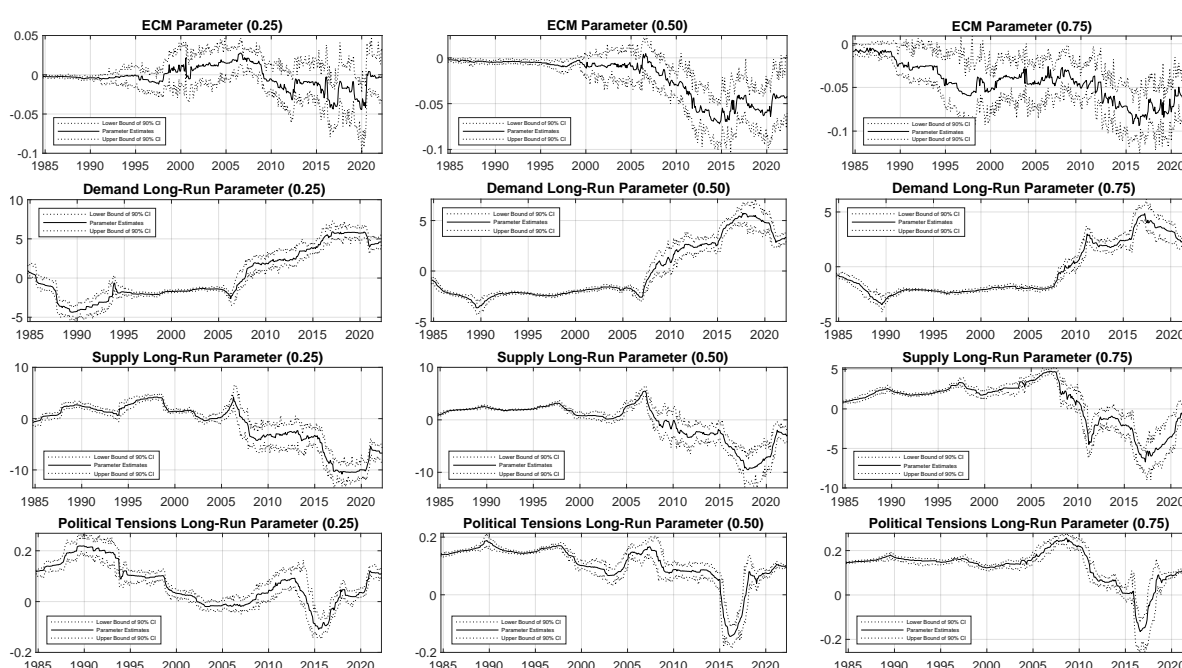 ECM Parameter (0.25)
0.05
0
-0.05
-0.1
Lower Bound of 90% CI
Parameter Estimates
Upper Bound of 90% CI
1985 1990 1995 2000 2005 2010 2015 2020
ECM Parameter (0.50)
0
-0.05
-0.1
Lower Bound of 90% CI
Parameter Estimates
Upper Bound of 90% CI
1985 1990 1995 2000 2005 2010 2015 2020
ECM Parameter (0.75)
0
-0.05
-0.1
Lower Bound of 90% CI
Parameter Estimates
Upper Bound of 90% CI
1985 1990 1995 2000 2005 2010 2015 2020
Demand Long-Run Parameter (0.25)
10
5
0
-5
Lower Bound of 90% CI
Parameter Estimates
Upper Bound of 90% CI
1985 1990 1995 2000 2005 2010 2015 2020
Demand Long-Run Parameter (0.50)
5
0
-5
Lower Bound of 90% CI
Parameter Estimates
Upper Bound of 90% CI
1985 1990 1995 2000 2005 2010 2015 2020
Demand Long-Run Parameter (0.75)
5
0
-5
Lower Bound of 90% CI
Parameter Estimates
Upper Bound of 90% CI
1985 1990 1995 2000 2005 2010 2015 2020
Supply Long-Run Parameter (0.25)
10
0
-10
Lower Bound of 90% CI
Parameter Estimates
Upper Bound of 90% CI
1985 1990 1995 2000 2005 2010 2015 2020
Supply Long-Run Parameter (0.50)
10
0
-10
Lower Bound of 90% CI
Parameter Estimates
Upper Bound of 90% CI
1985 1990 1995 2000 2005 2010 2015 2020
Supply Long-Run Parameter (0.75)
5
0
-5
-10
Lower Bound of 90% CI
Parameter Estimates
Upper Bound of 90% CI
1985 1990 1995 2000 2005 2010 2015 2020
Political Tensions Long-Run Parameter (0.25)
0.2
0
-0.2
Lower Bound of 90% CI
Parameter Estimates
Upper Bound of 90% CI
1985 1990 1995 2000 2005 2010 2015 2020
Political Tensions Long-Run Parameter (0.50)
0.2
0
-0.2
Lower Bound of 90% CI
Parameter Estimates
Upper Bound of 90% CI
1985 1990 1995 2000 2005 2010 2015 2020
Political Tensions Long-Run Parameter (0.75)
0.2
0
-0.2
Lower Bound of 90% CI
Parameter Estimates
Upper Bound of 90% CI
1985 1990 1995 2000 2005 2010 2015 2020